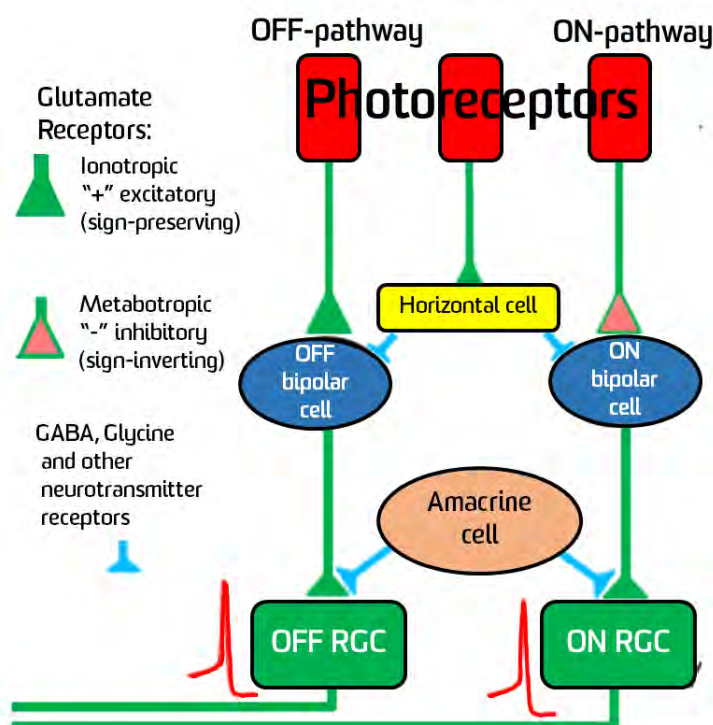 OFF-pathway
ON-pathway
Photoreceptors
Glutamate
Receptors:
Ionotropic
"+" excitatory
(sign-preserving)
Metabotropic
"-" inhibitory
(sign-inverting)
GABA, Glycine
and other
neurotransmitter
receptors
Horizontal cell
OFF
bipolar
cell
ON
bipolar
cell
Amacrine
cell
OFF RGC
ON RGC